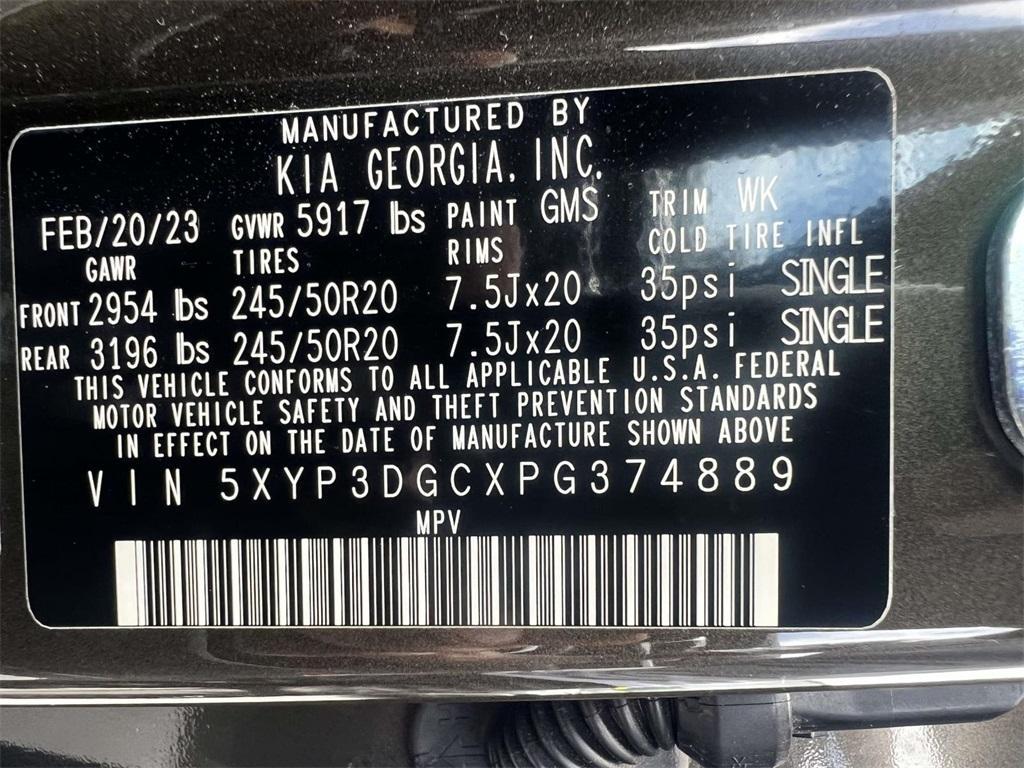 MANUFACTURED BY
KIA GEORGIA, INC.
FEB/20/23 GVWR 5917 lbs PAINT GMS TRIM WK
GAWR TIRES RIMS COLD TIRE INFL
FRONT 2954 lbs 245/50R20 7.5Jx20 35psi SINGLE
REAR 3196 lbs 245/50R20 7.5Jx20 35psi SINGLE
THIS VEHICLE CONFORMS TO ALL APPLICABLE U.S.A. FEDERAL
MOTOR VEHICLE SAFETY AND THEFT PREVENTION STANDARDS
IN EFFECT ON THE DATE OF MANUFACTURE SHOWN ABOVE
VIN 5XYP3DGCXPG374889
MPV